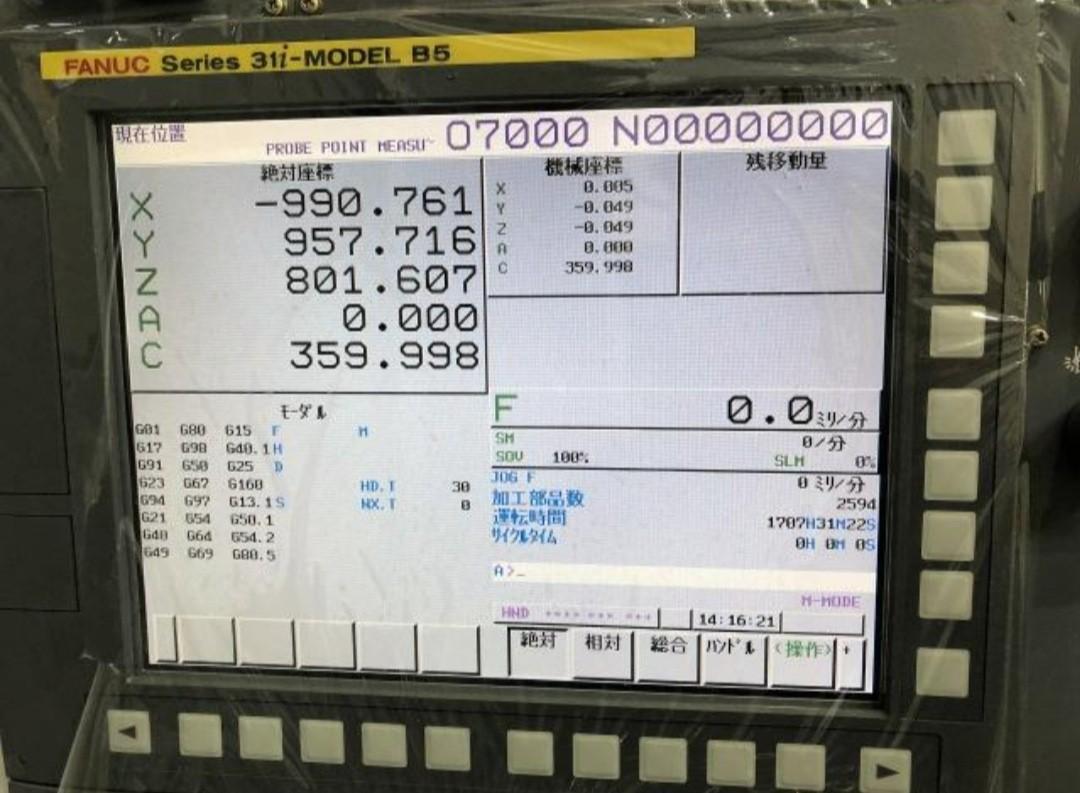 FANUC Series 31i-MODEL B5
現在位置
PROBE POINT MEASU~ O7000 N00000000
絶対座標
X -990.761
Y 957.716
Z 801.607
A 0.000
C 359.998
機械座標
X 0.005
Y -0.049
Z -0.049
A 0.000
C 359.998
残移動量
モーダル
G01 G80 G15 F M
G17 G98 G40.1 H
G91 G50 G25 D
G23 G67 G160 HD.T 30
G94 G97 G13.1 S NX.T 0
G21 G54 G50.1
G40 G64 G54.2
G49 G69 G80.5
F 0.0 ミリ/分
SM 0/分
SOV 100% SLM 0%
JOG F 0 ミリ/分
加工部品数 2594
運転時間 1707H31M22S
サイクルタイム 0H 0M 0S
A>_
M-MODE
HND **** *** *** 14:16:21
絶対 相対 総合 ハンドル (操作) +